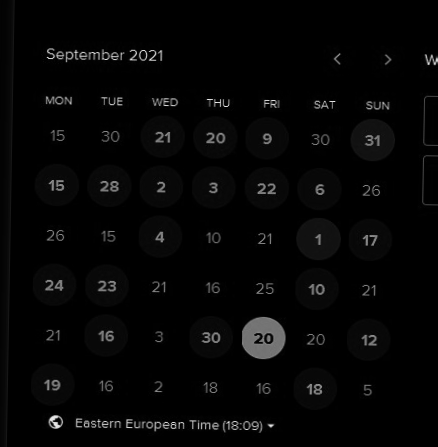 September 2021 < >
MON TUE WED THU FRI SAT SUN
15 30 21 20 9 30 31
15 28 2 3 22 6 26
26 15 4 10 21 1 17
24 23 21 16 25 10 21
21 16 3 30 20 20 12
19 16 2 18 16 18 5
Eastern European Time (18:09)